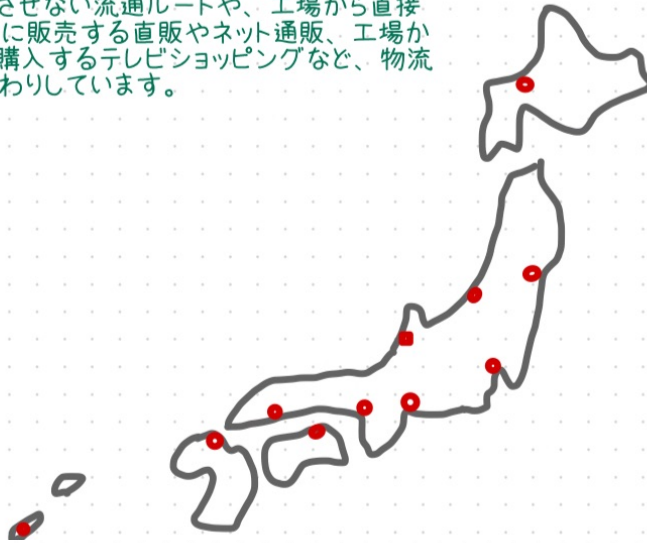 させない流通ルートや、工場から直接
に販売する直販やネット通販、工場か
購入するテレビショッピングなど、物流
わりしています。